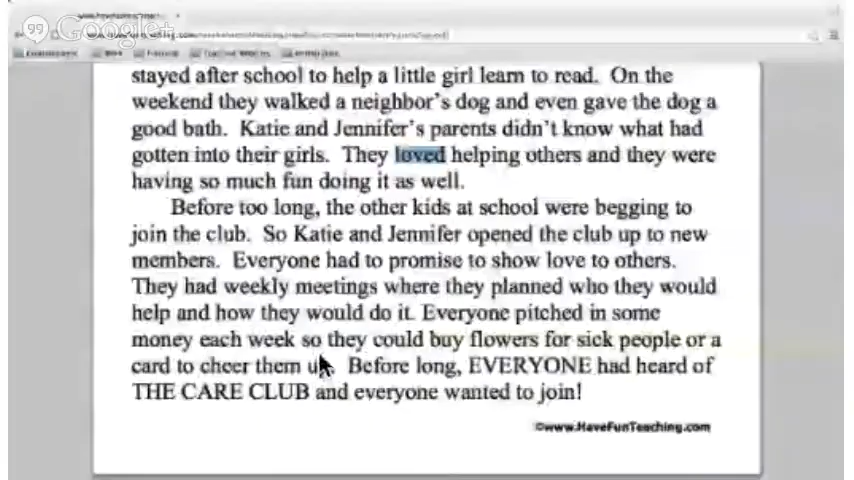 Google+
stayed after school to help a little girl learn to read. On the
weekend they walked a neighbor's dog and even gave the dog a
good bath. Katie and Jennifer's parents didn't know what had
gotten into their girls. They loved helping others and they were
having so much fun doing it as well.
Before too long, the other kids at school were begging to
join the club. So Katie and Jennifer opened the club up to new
members. Everyone had to promise to show love to others.
They had weekly meetings where they planned who they would
help and how they would do it. Everyone pitched in some
money each week so they could buy flowers for sick people or a
card to cheer them Before long, EVERYONE had heard of
THE CARE CLUB and everyone wanted to join!
©www.HaveFunTeaching.com